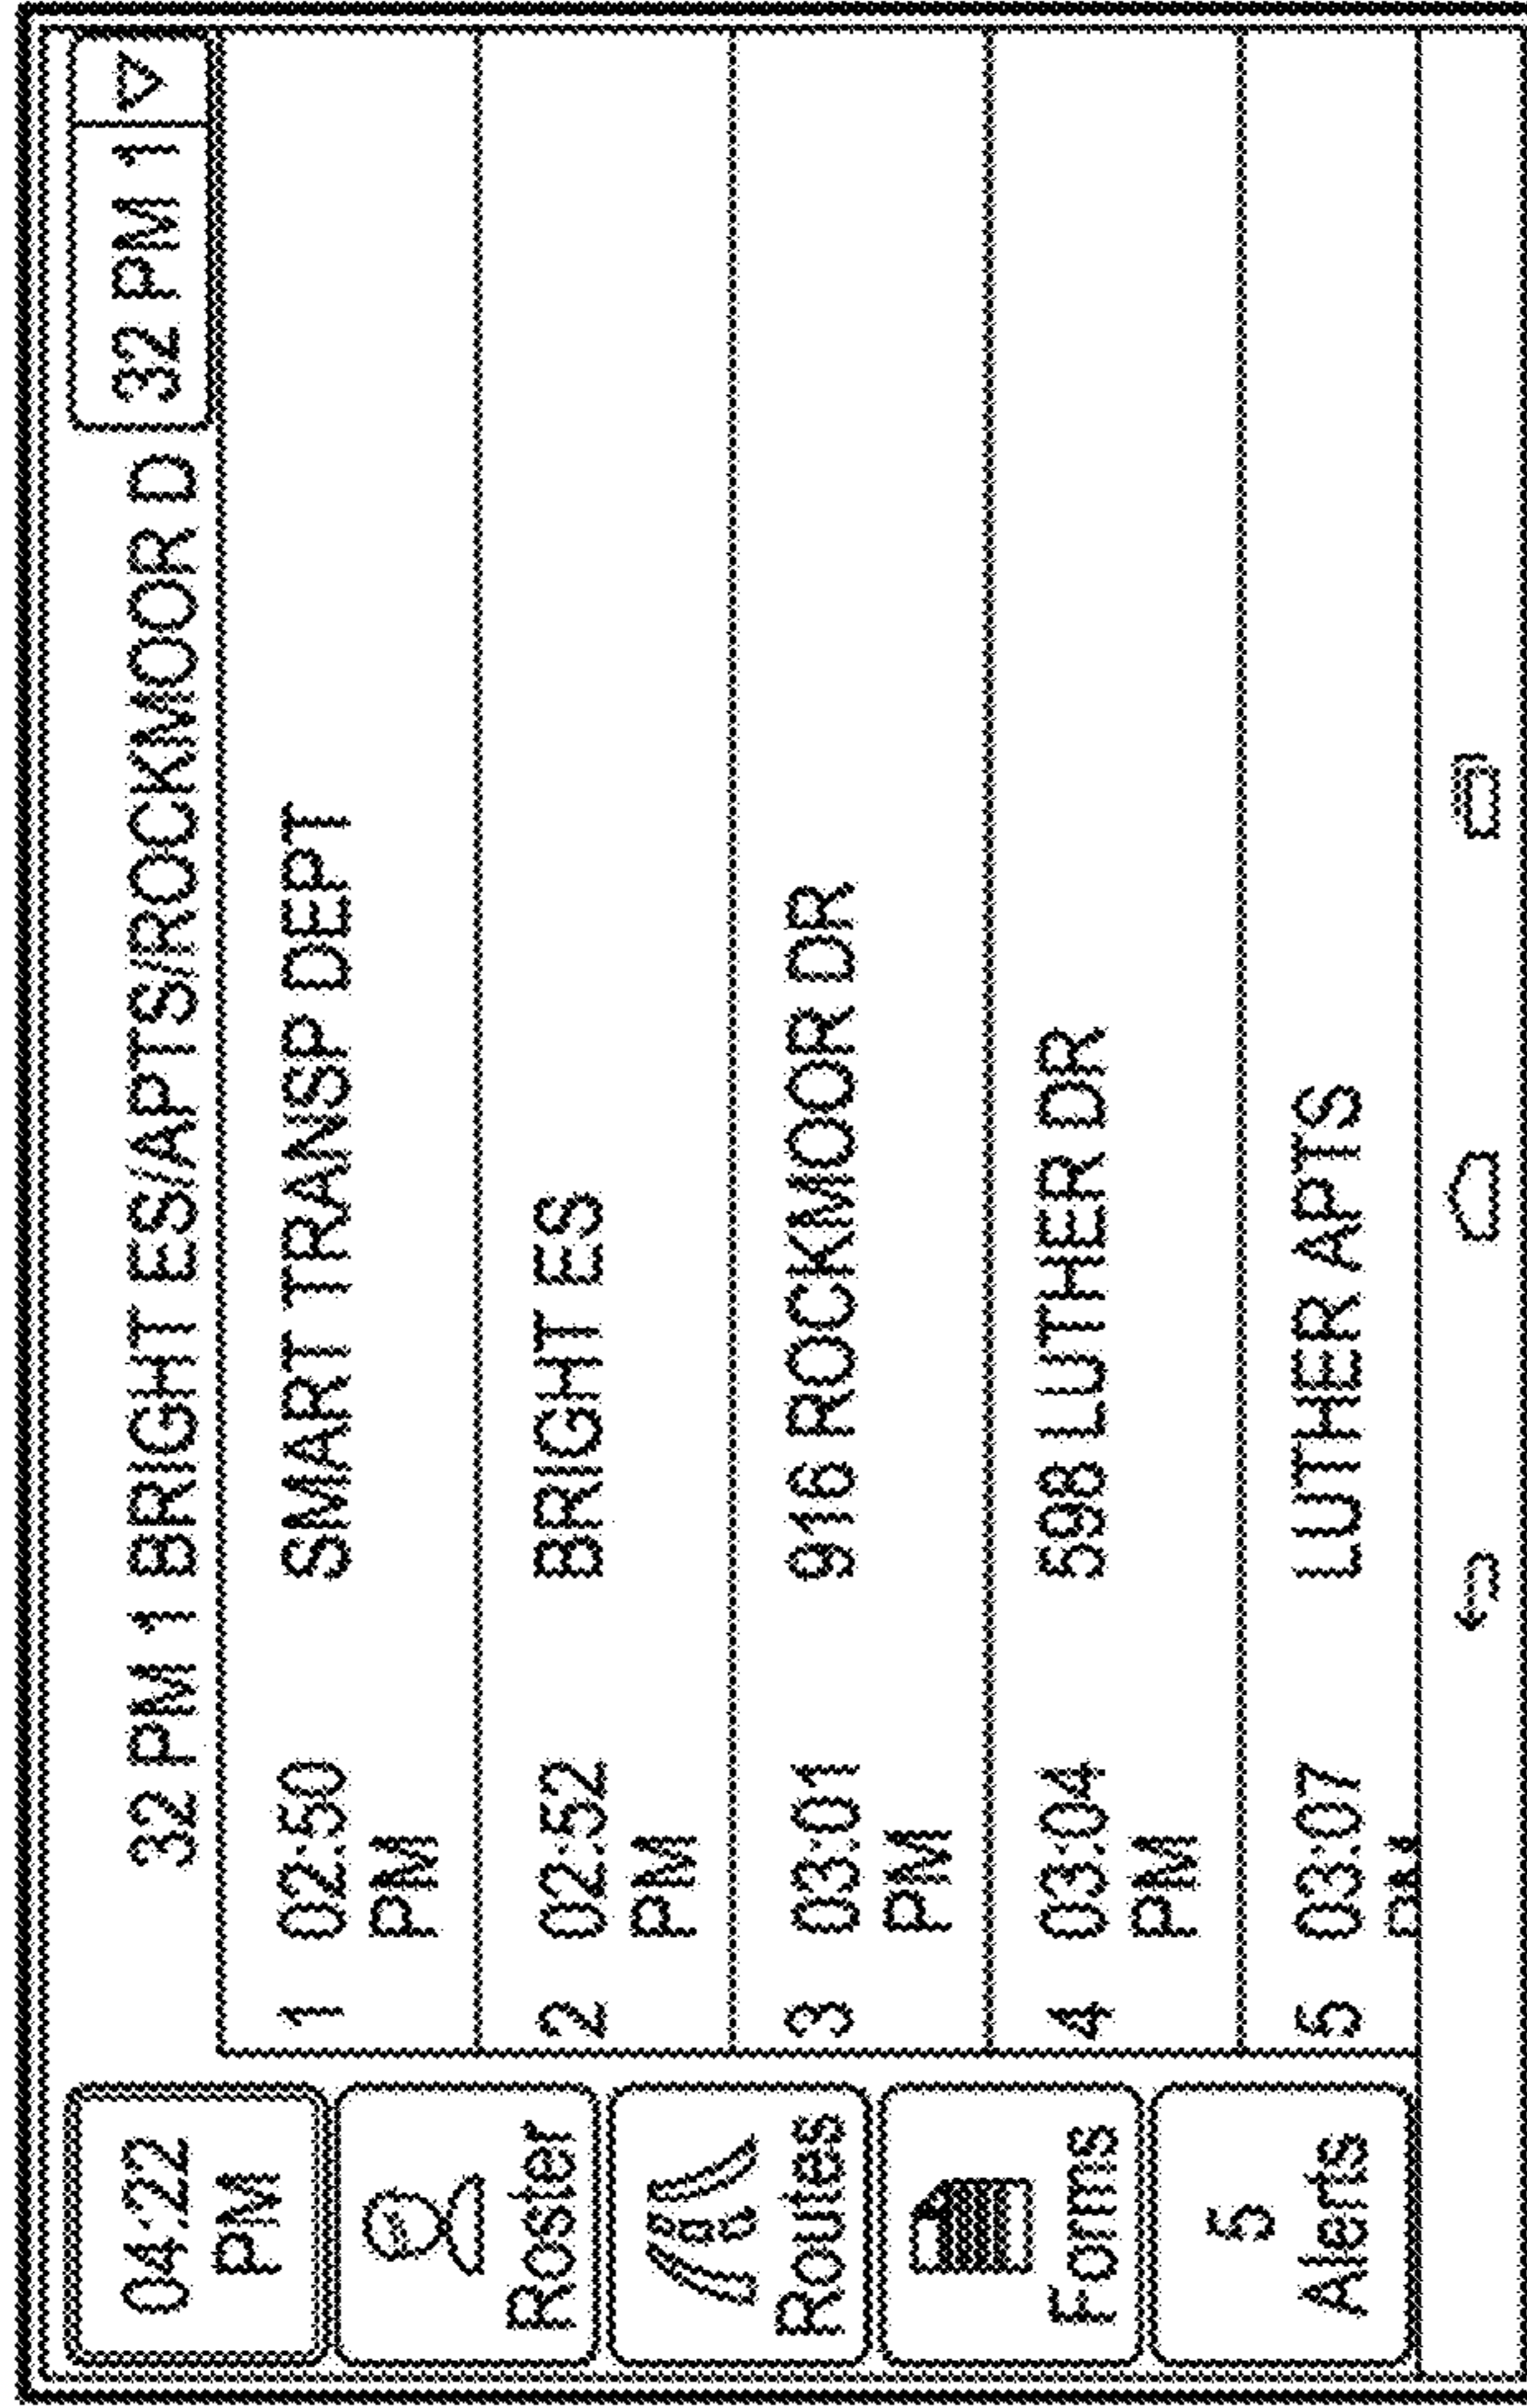 04:22
PM
Roster
Routes
Forms
5
Alerts
32 PM 1 BRIGHT ES/APTS/ROCKMOOR D
32 PM 1
1 02:50 SMART TRANSP DEPT
PM
2 02:52 BRIGHT ES
PM
3 03:01 916 ROCKMOOR DR
PM
4 03:04 598 LUTHER DR
PM
5 03:07 LUTHER APTS
PM